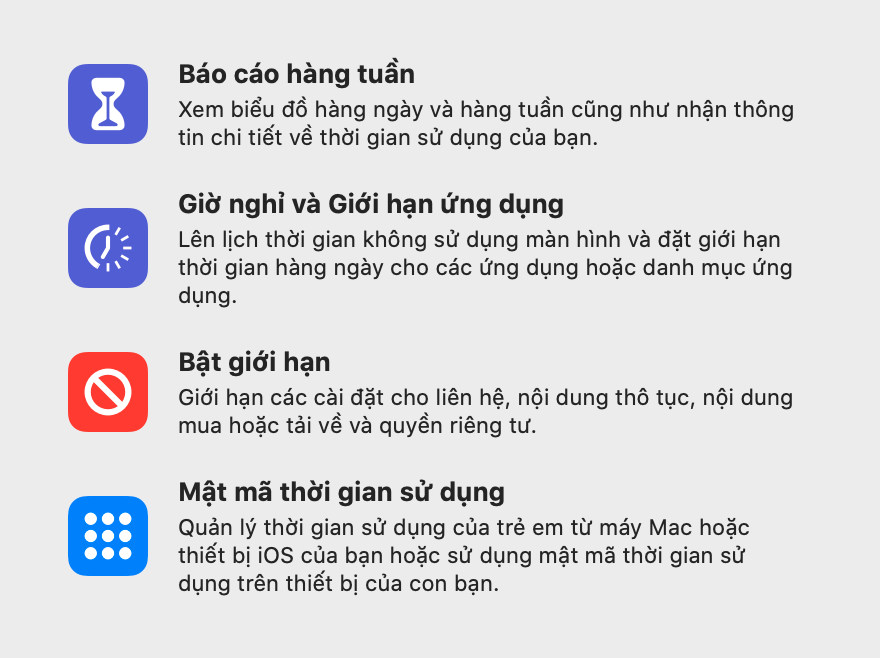 Báo cáo hàng tuần
Xem biểu đồ hàng ngày và hàng tuần cũng như nhận thông
tin chi tiết về thời gian sử dụng của bạn.
Giờ nghỉ và Giới hạn ứng dụng
Lên lịch thời gian không sử dụng màn hình và đặt giới hạn
thời gian hàng ngày cho các ứng dụng hoặc danh mục ứng
dụng.
Bật giới hạn
Giới hạn các cài đặt cho liên hệ, nội dung thô tục, nội dung
mua hoặc tải về và quyền riêng tư.
Mật mã thời gian sử dụng
Quản lý thời gian sử dụng của trẻ em từ máy Mac hoặc
thiết bị iOS của bạn hoặc sử dụng mật mã thời gian sử
dụng trên thiết bị của con bạn.